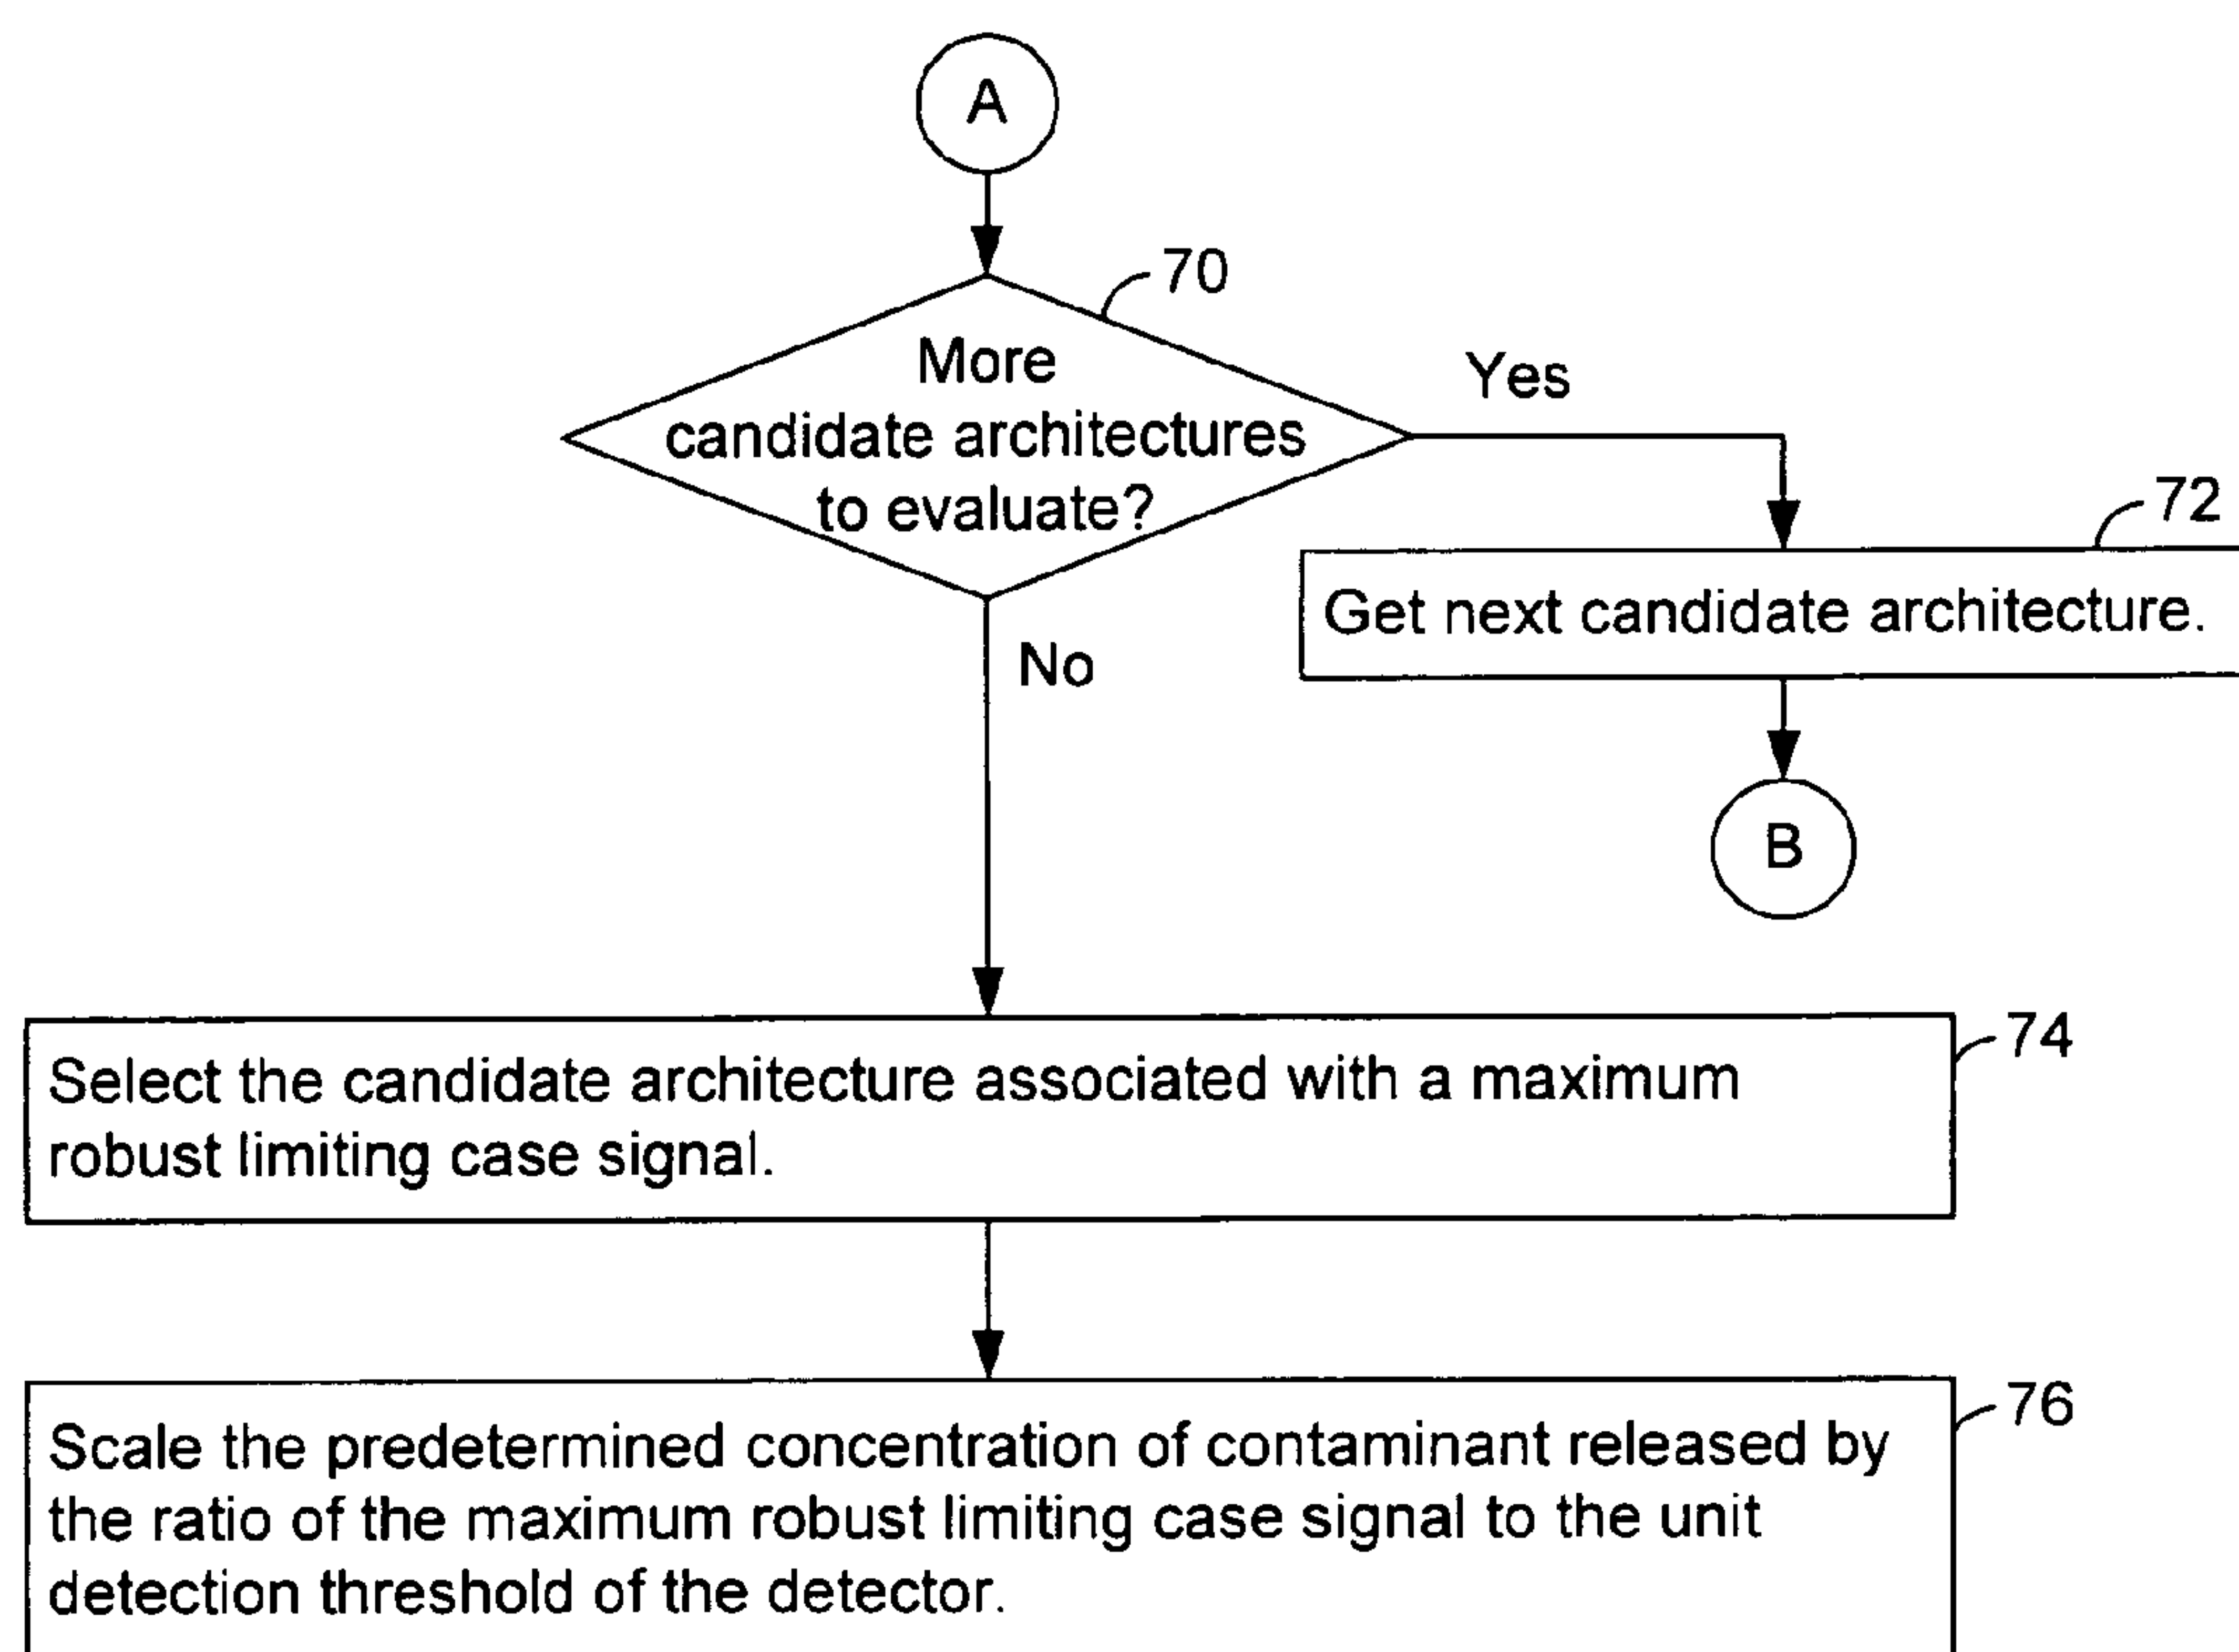 A
70
More
candidate architectures
to evaluate?
Yes
72
Get next candidate architecture.
No
B
74
Select the candidate architecture associated with a maximum
robust limiting case signal.
76
Scale the predetermined concentration of contaminant released by
the ratio of the maximum robust limiting case signal to the unit
detection threshold of the detector.